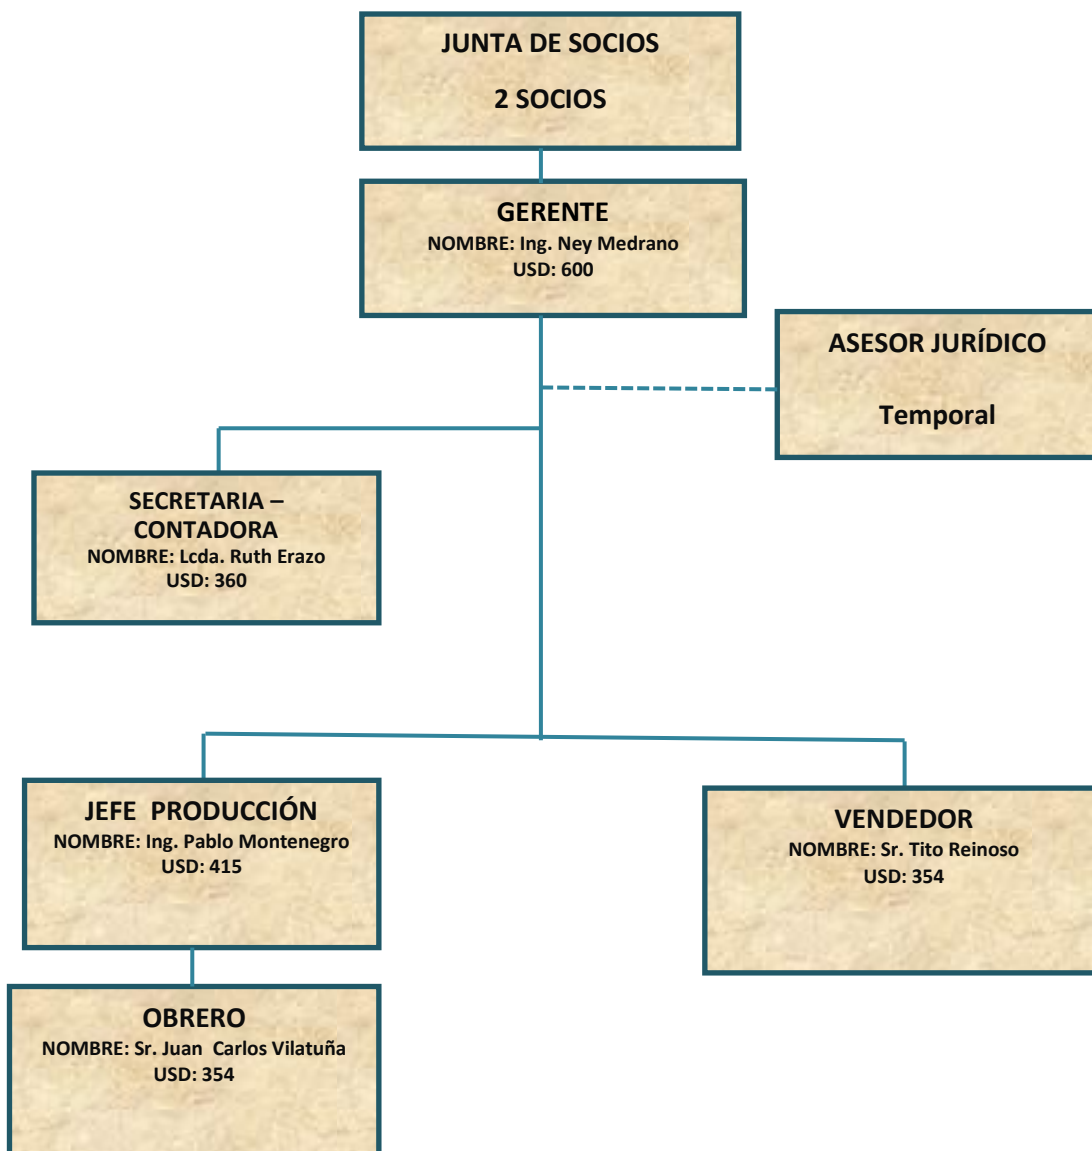 JUNTA DE SOCIOS
2 SOCIOS
GERENTE
NOMBRE: Ing. Ney Medrano
USD: 600
ASESOR JURÍDICO
Temporal
SECRETARIA –
CONTADORA
NOMBRE: Lcda. Ruth Erazo
USD: 360
JEFE PRODUCCIÓN
NOMBRE: Ing. Pablo Montenegro
USD: 415
VENDEDOR
NOMBRE: Sr. Tito Reinoso
USD: 354
OBRERO
NOMBRE: Sr. Juan Carlos Vilatuña
USD: 354